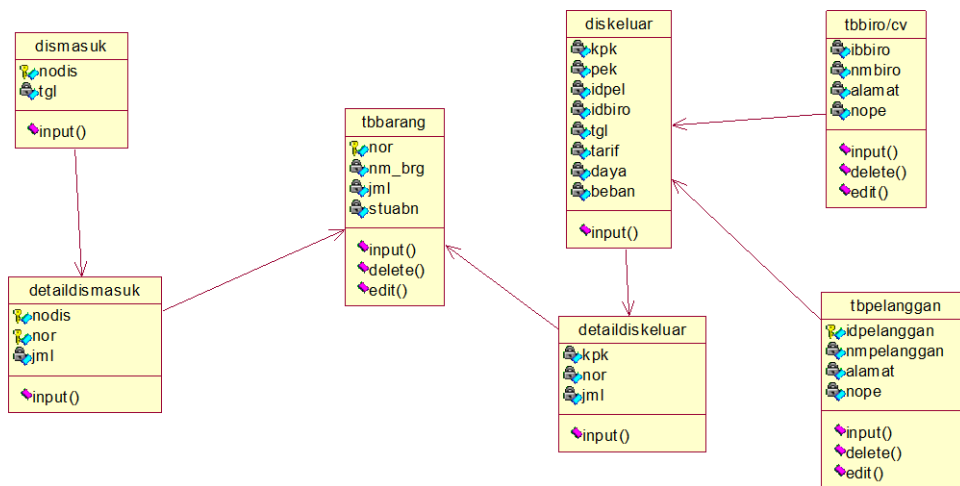 dismasuk
nodis
tgl
input()
tbbarang
nor
nm_brg
jml
stuabn
input()
delete()
edit()
diskeluar
kpk
pek
idpel
idbiro
tgl
tarif
daya
beban
input()
tbbiro/cv
ibbiro
nmbiro
alamat
nope
input()
delete()
edit()
detaildismasuk
nodis
nor
jml
input()
detaildiskeluar
kpk
nor
jml
input()
tbpelanggan
idpelanggan
nmpelanggan
alamat
nope
input()
delete()
edit()